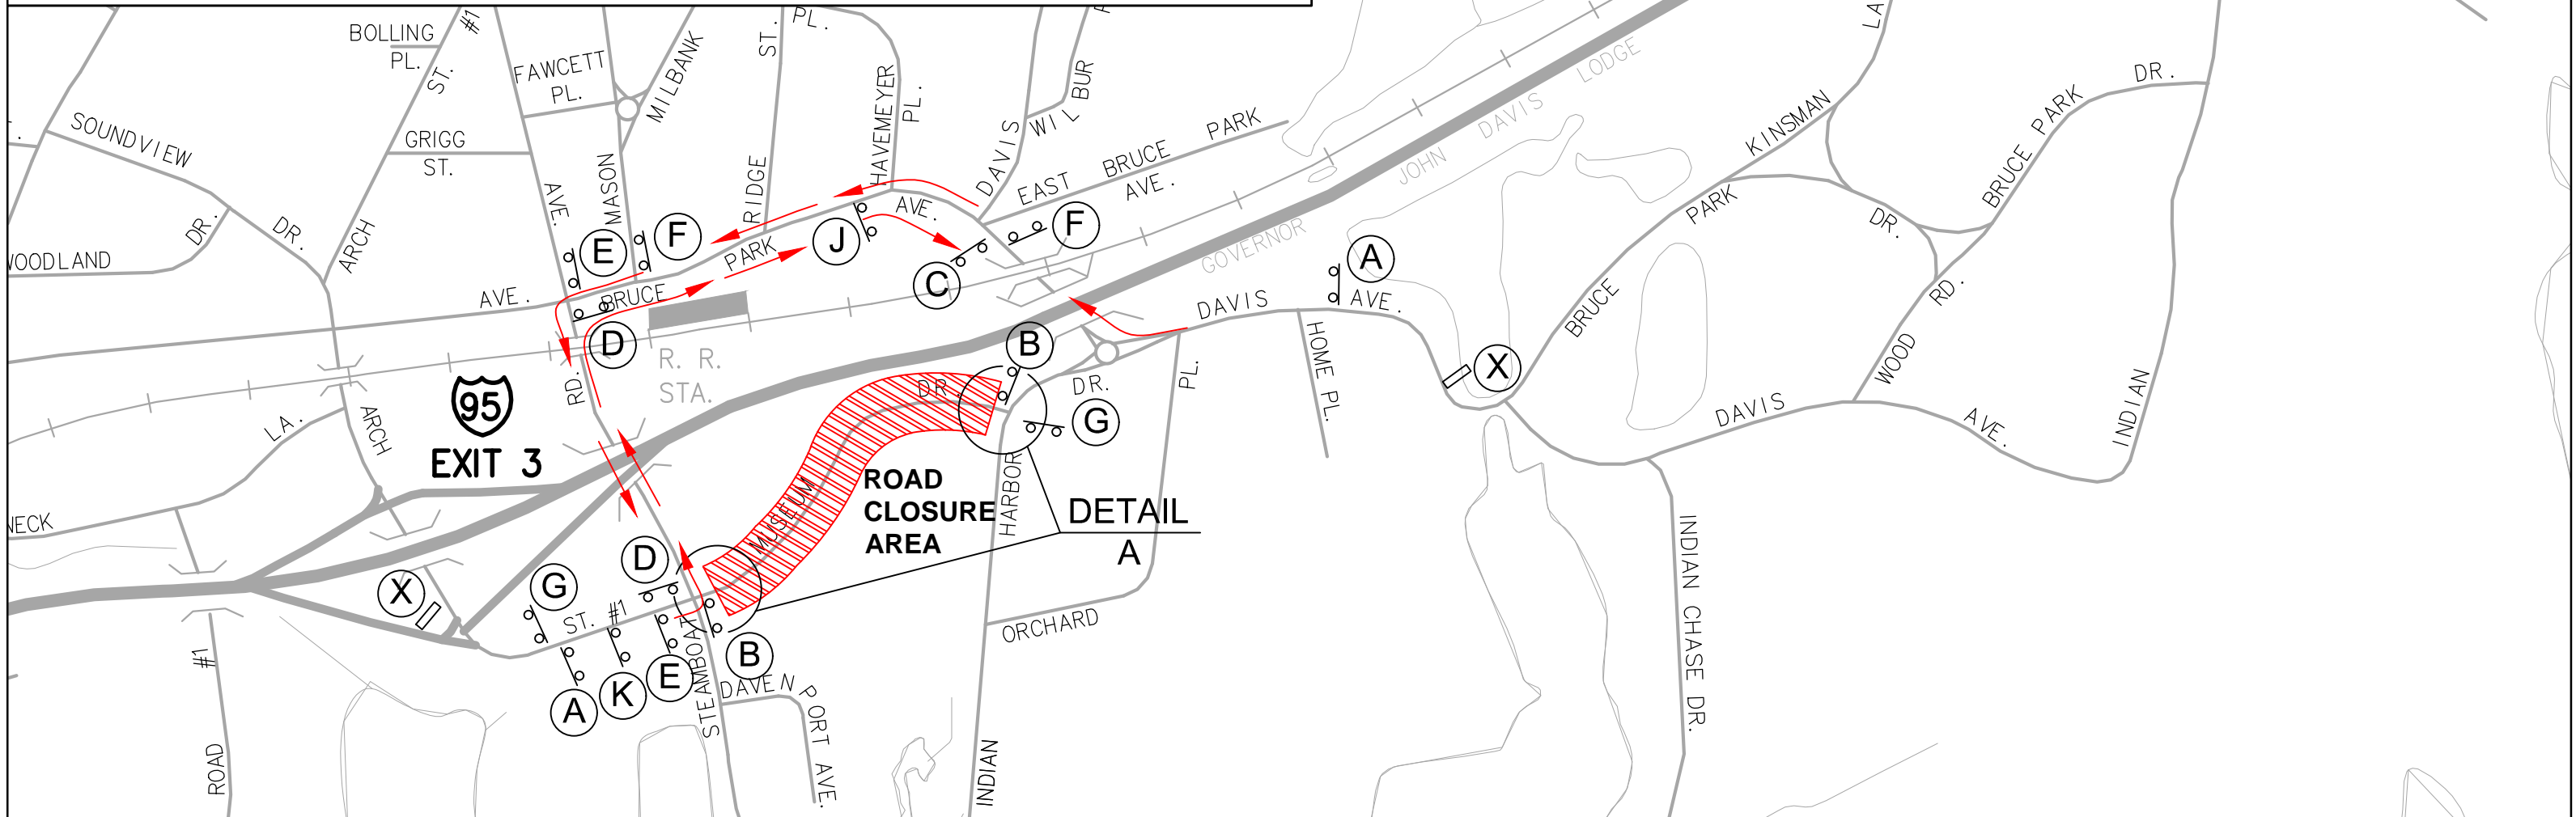 BOLLING
PL.
#1
ST.
FAWCETT
PL.
MILBANK
ST.
PL.
HAVEMEYER
PL.
WILBUR
SOUNDVIEW
DR.
GRIGG
ST.
MASON
AVE.
RIDGE
DAVIS
EAST BRUCE PARK
AVE.
JOHN DAVIS LODGE
GOVERNOR
LA
KINSMAN
DR.
BRUCE PARK
BRUCE PARK
DR.
WOODLAND
DR.
ARCH
AVE.
BRUCE
PARK
AVE.
E
F
J
C
F
A
D
B
G
X
R. R.
STA.
RD.
DAVIS
AVE.
HOME PL.
PL.
DR.
DR.
WOOD
RD.
DAVIS
AVE.
INDIAN
INDIAN CHASE DR.
95
EXIT 3
LA.
ARCH
NECK
MUSEUM
ROAD
CLOSURE
AREA
HARBOR
DETAIL
A
ORCHARD
INDIAN
X
G
D
ST. #1
A
K
E
B
STEAMBOAT
DAVENPORT AVE.
#1
ROAD